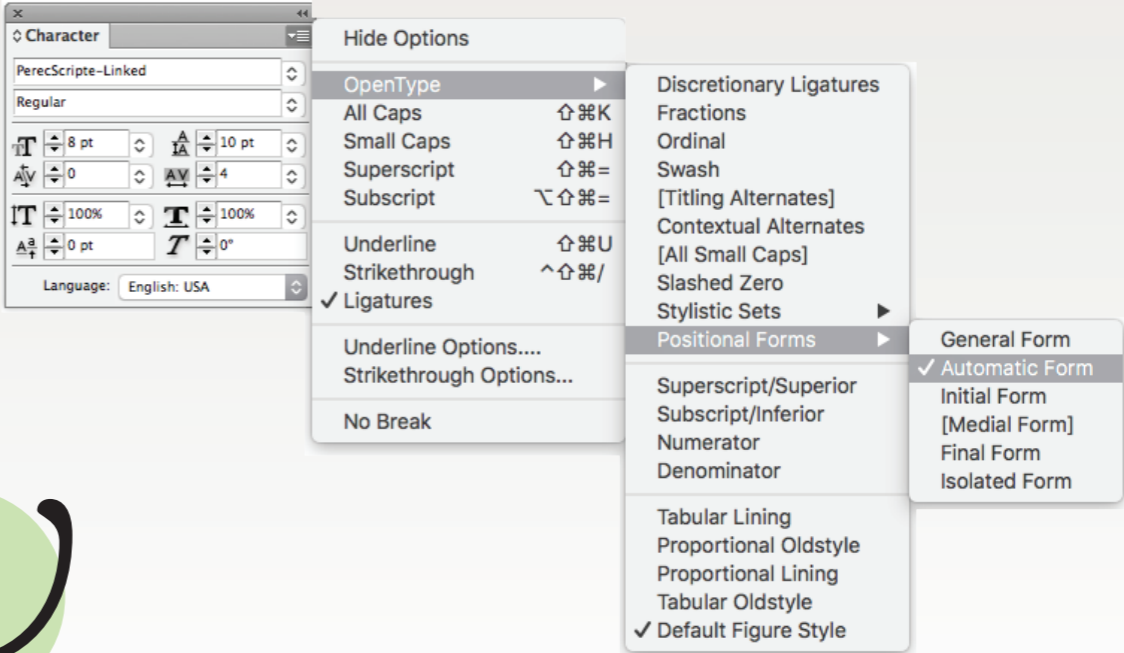 Character
PerecScripte-Linked
Regular
8 pt
10 pt
0
4
100%
100%
0 pt
0°
Language: English: USA
Hide Options
OpenType
All Caps ⇧⌘K
Small Caps ⇧⌘H
Superscript ⇧⌘=
Subscript ⌥⇧⌘=
Underline ⇧⌘U
Strikethrough ^⇧⌘/
✓ Ligatures
Underline Options....
Strikethrough Options...
No Break
Discretionary Ligatures
Fractions
Ordinal
Swash
[Titling Alternates]
Contextual Alternates
[All Small Caps]
Slashed Zero
Stylistic Sets
Positional Forms
Superscript/Superior
Subscript/Inferior
Numerator
Denominator
Tabular Lining
Proportional Oldstyle
Proportional Lining
Tabular Oldstyle
✓ Default Figure Style
General Form
✓ Automatic Form
Initial Form
[Medial Form]
Final Form
Isolated Form